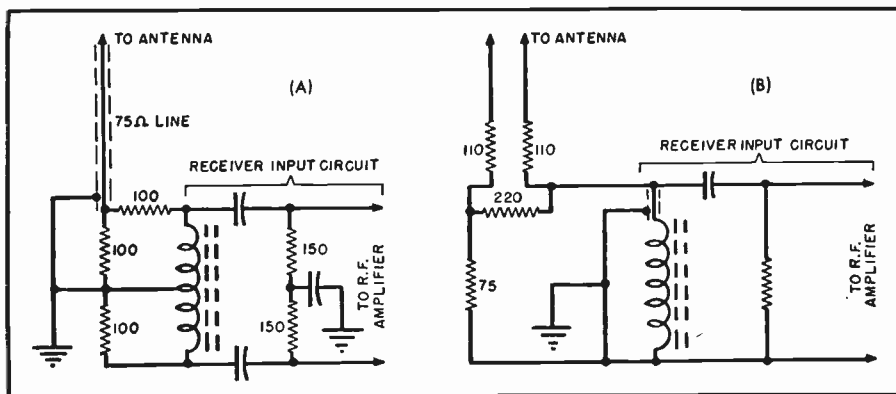 TO ANTENNA
(A)
75Ω LINE
RECEIVER INPUT CIRCUIT
100
100
100
150
150
TO R.F.
AMPLIFIER
TO ANTENNA
(B)
110
110
RECEIVER INPUT CIRCUIT
220
75
TO R.F.
AMPLIFIER